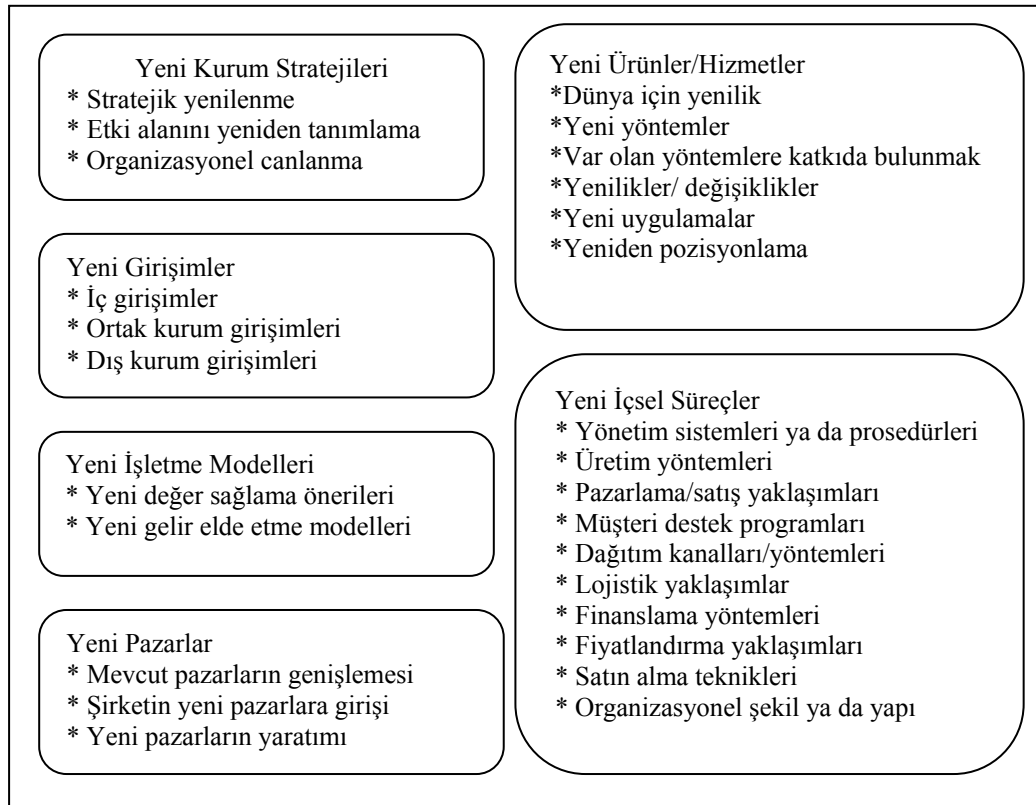 Yeni Kurum Stratejileri
* Stratejik yenilenme
* Etki alanını yeniden tanımlama
* Organizasyonel canlanma
Yeni Girişimler
* İç girişimler
* Ortak kurum girişimleri
* Dış kurum girişimleri
Yeni İşletme Modelleri
* Yeni değer sağlama önerileri
* Yeni gelir elde etme modelleri
Yeni Pazarlar
* Mevcut pazarların genişlemesi
* Şirketin yeni pazarlara girişi
* Yeni pazarların yaratımı
Yeni Ürünler/Hizmetler
*Dünya için yenilik
*Yeni yöntemler
*Var olan yöntemlere katkıda bulunmak
*Yenilikler/ değişiklikler
*Yeni uygulamalar
*Yeniden pozisyonlama
Yeni İçsel Süreçler
* Yönetim sistemleri ya da prosedürleri
* Üretim yöntemleri
* Pazarlama/satış yaklaşımları
* Müşteri destek programları
* Dağıtım kanalları/yöntemleri
* Lojistik yaklaşımlar
* Finanslama yöntemleri
* Fiyatlandırma yaklaşımları
* Satın alma teknikleri
* Organizasyonel şekil ya da yapı